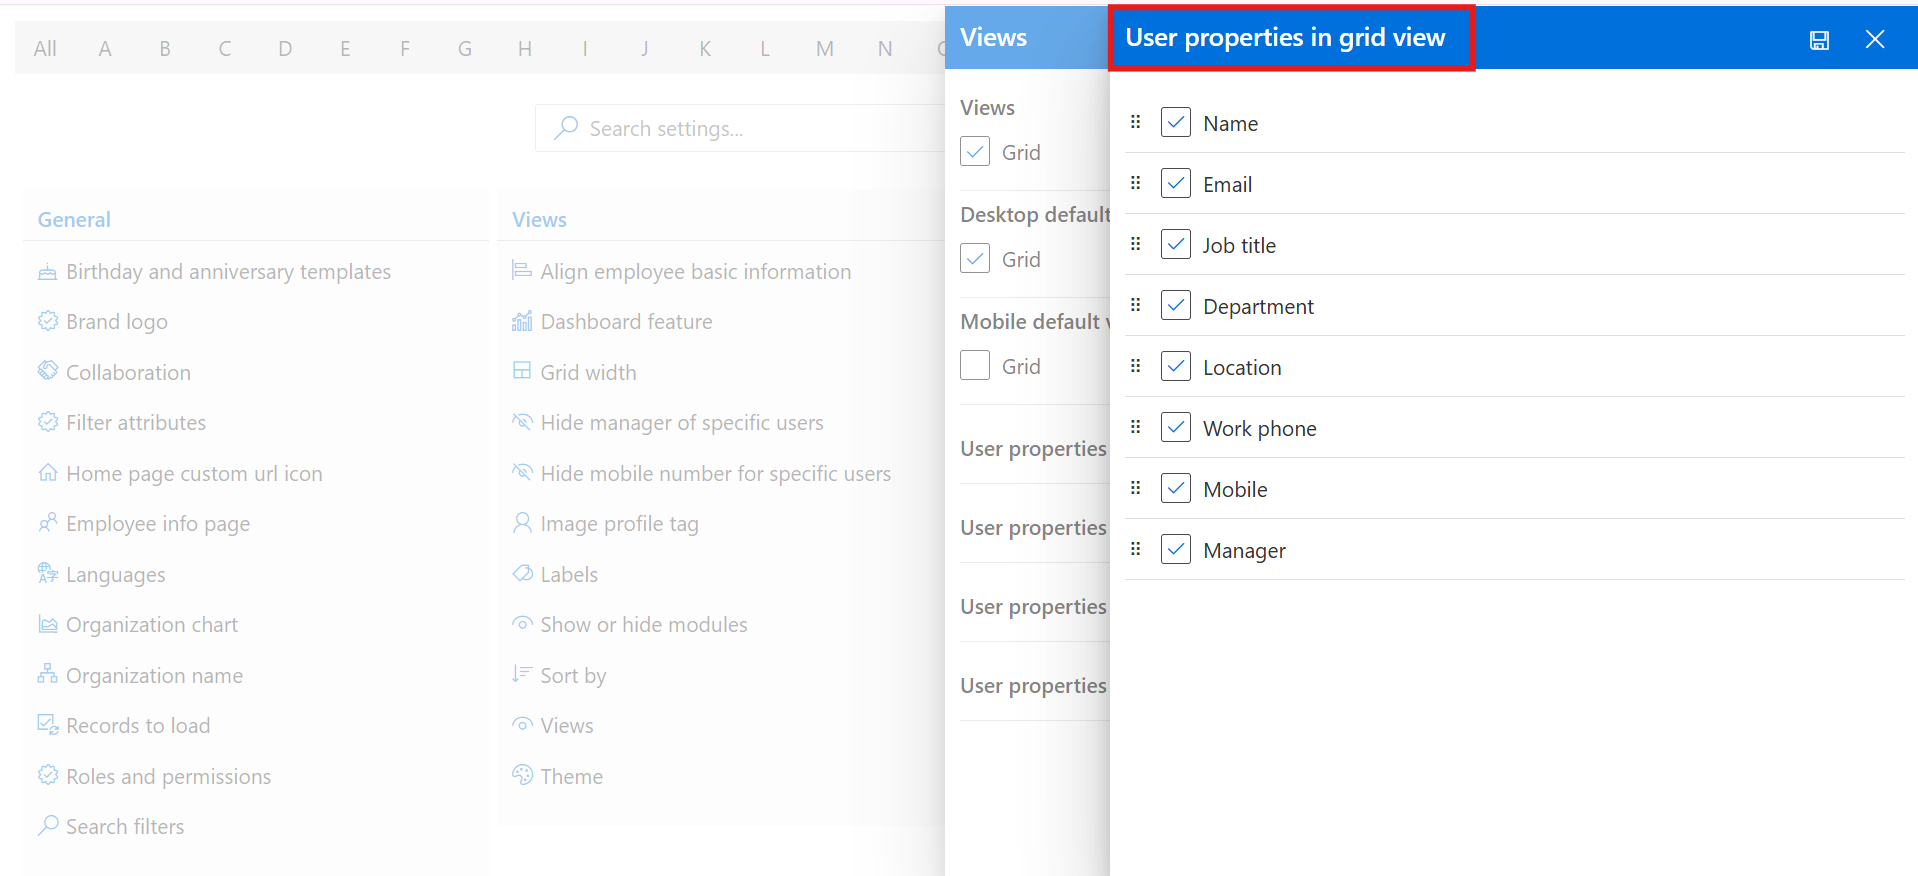 All A B C D E F G H I J K L M N
Search settings...
General
Birthday and anniversary templates
Brand logo
Collaboration
Filter attributes
Home page custom url icon
Employee info page
Languages
Organization chart
Organization name
Records to load
Roles and permissions
Search filters
Views
Align employee basic information
Dashboard feature
Grid width
Hide manager of specific users
Hide mobile number for specific users
Image profile tag
Labels
Show or hide modules
Sort by
Views
Theme
Views
Views
Grid
Desktop default
Grid
Mobile default
Grid
User properties
User properties
User properties
User properties
User properties in grid view
Name
Email
Job title
Department
Location
Work phone
Mobile
Manager